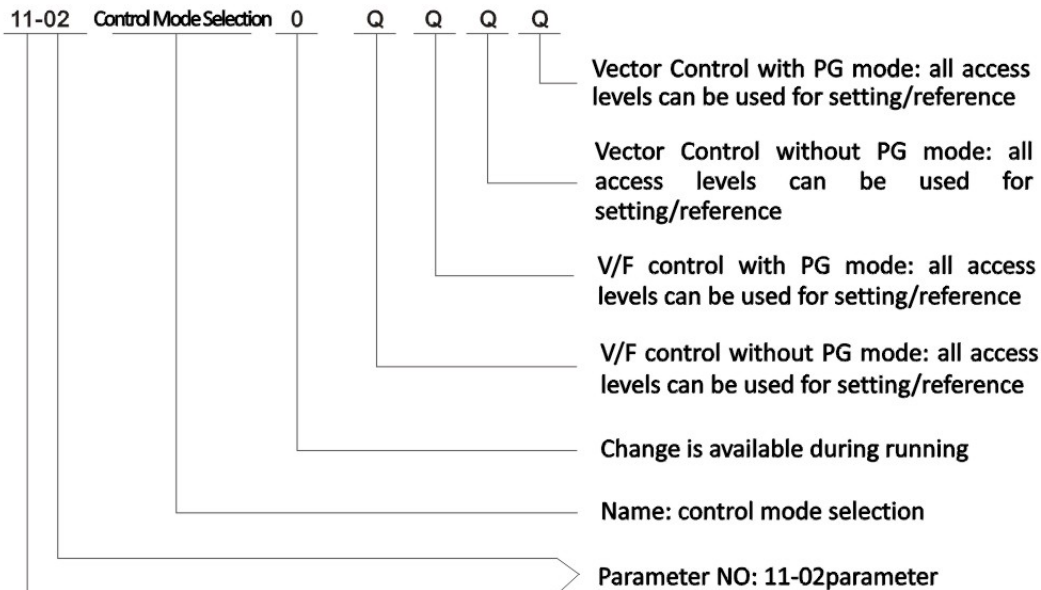 11-02 Control Mode Selection 0 Q Q Q Q
Vector Control with PG mode: all access
levels can be used for setting/reference
Vector Control without PG mode: all
access levels can be used for
setting/reference
V/F control with PG mode: all access
levels can be used for setting/reference
V/F control without PG mode: all access
levels can be used for setting/reference
Change is available during running
Name: control mode selection
Parameter NO: 11-02parameter